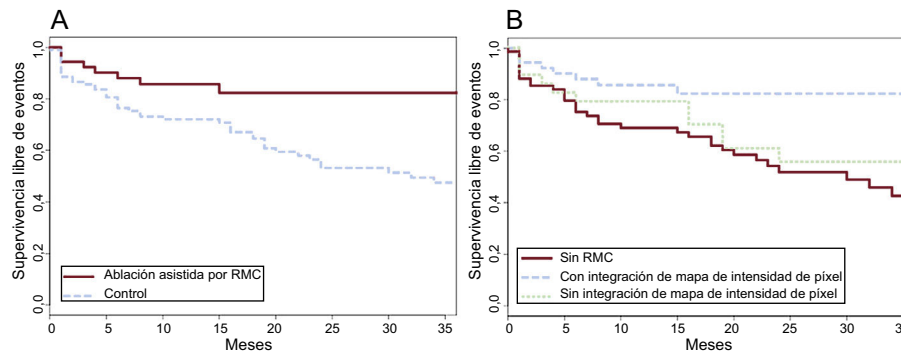 A
Supervivencia libre de eventos
1,0
0,8
0,6
0,4
0,2
0,0
Ablación asistida por RMC
Control
0 5 10 15 20 25 30 35
Meses
B
Supervivencia libre de eventos
1,0
0,8
0,6
0,4
0,2
0,0
Sin RMC
Con integración de mapa de intensidad de píxel
Sin integración de mapa de intensidad de píxel
0 5 10 15 20 25 30 35
Meses